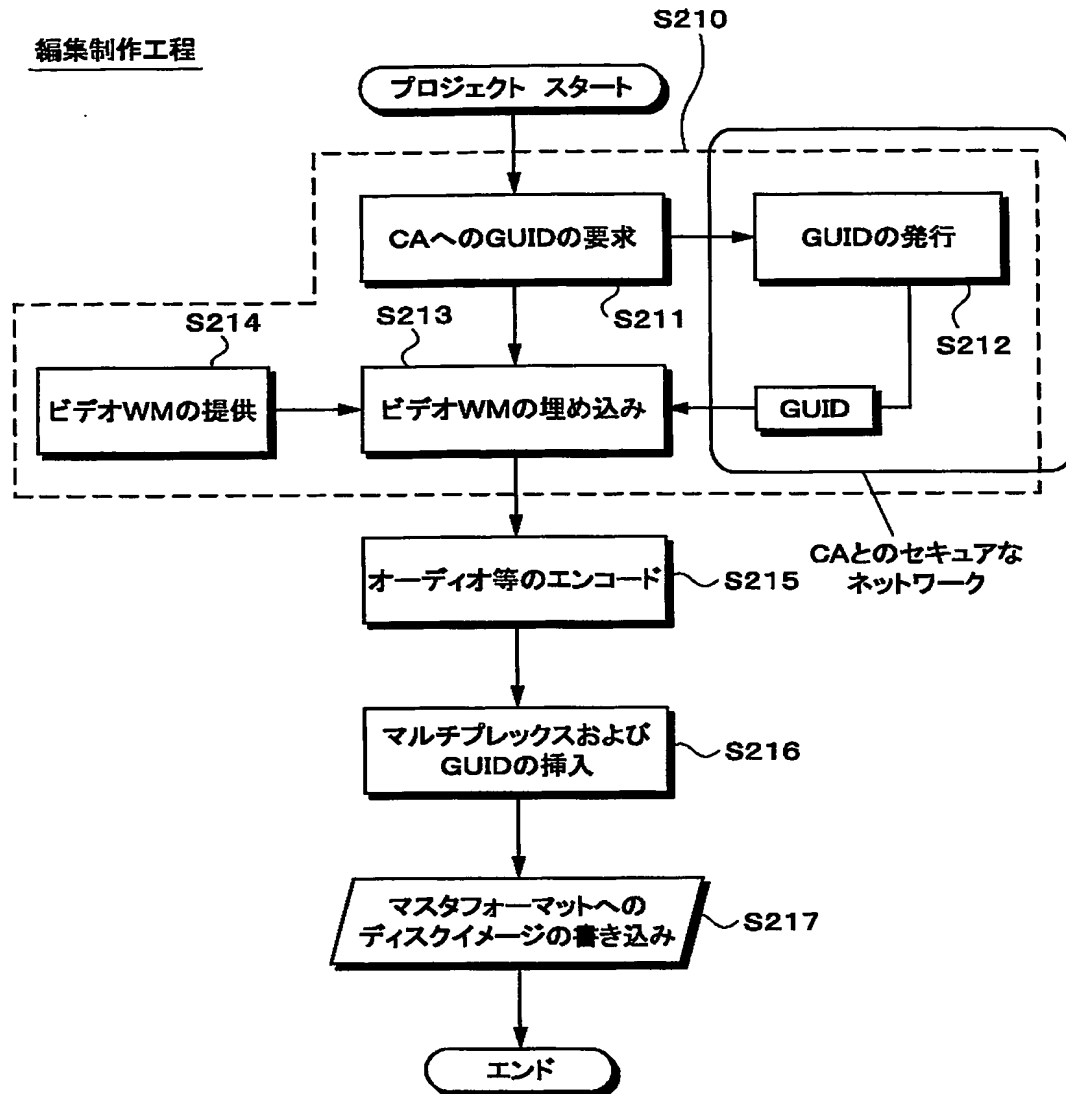 S210
編集制作工程
プロジェクト スタート
CAへのGUIDの要求
GUIDの発行
S211
S212
S214
S213
ビデオWMの提供
ビデオWMの埋め込み
GUID
CAとのセキュアな
ネットワーク
オーディオ等のエンコード
S215
マルチプレックスおよび
GUIDの挿入
S216
マスタフォーマットへの
ディスクイメージの書き込み
S217
エンド